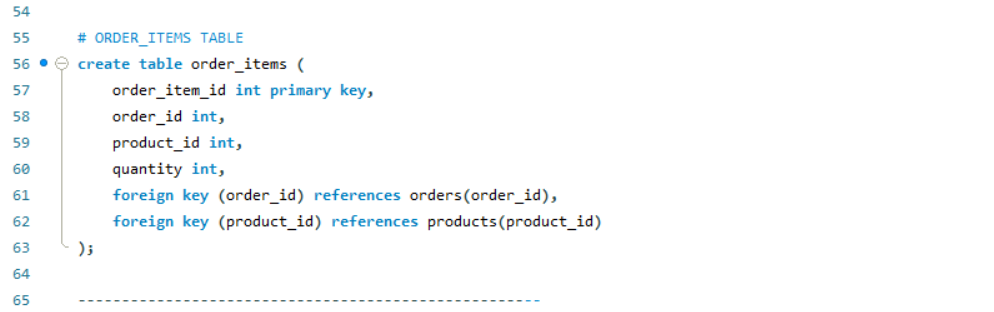 54
55 # ORDER_ITEMS TABLE
56 create table order_items (
57 order_item_id int primary key,
58 order_id int,
59 product_id int,
60 quantity int,
61 foreign key (order_id) references orders(order_id),
62 foreign key (product_id) references products(product_id)
63 );
64
65 -----------------------------------------------------